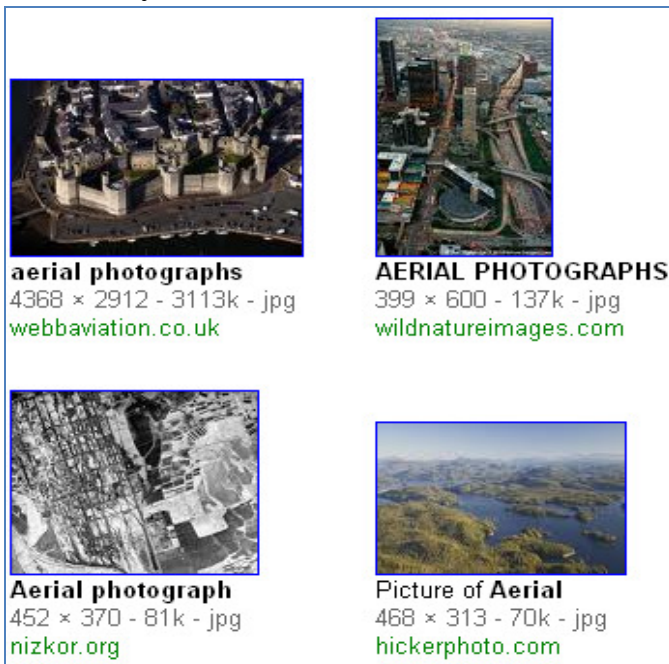 aerial photographs
4368 × 2912 - 3113k - jpg
webbaviation.co.uk
AERIAL PHOTOGRAPHS
399 × 600 - 137k - jpg
wildnatureimages.com
Aerial photograph
452 × 370 - 81k - jpg
nizkor.org
Picture of Aerial
468 × 313 - 70k - jpg
hickerphoto.com